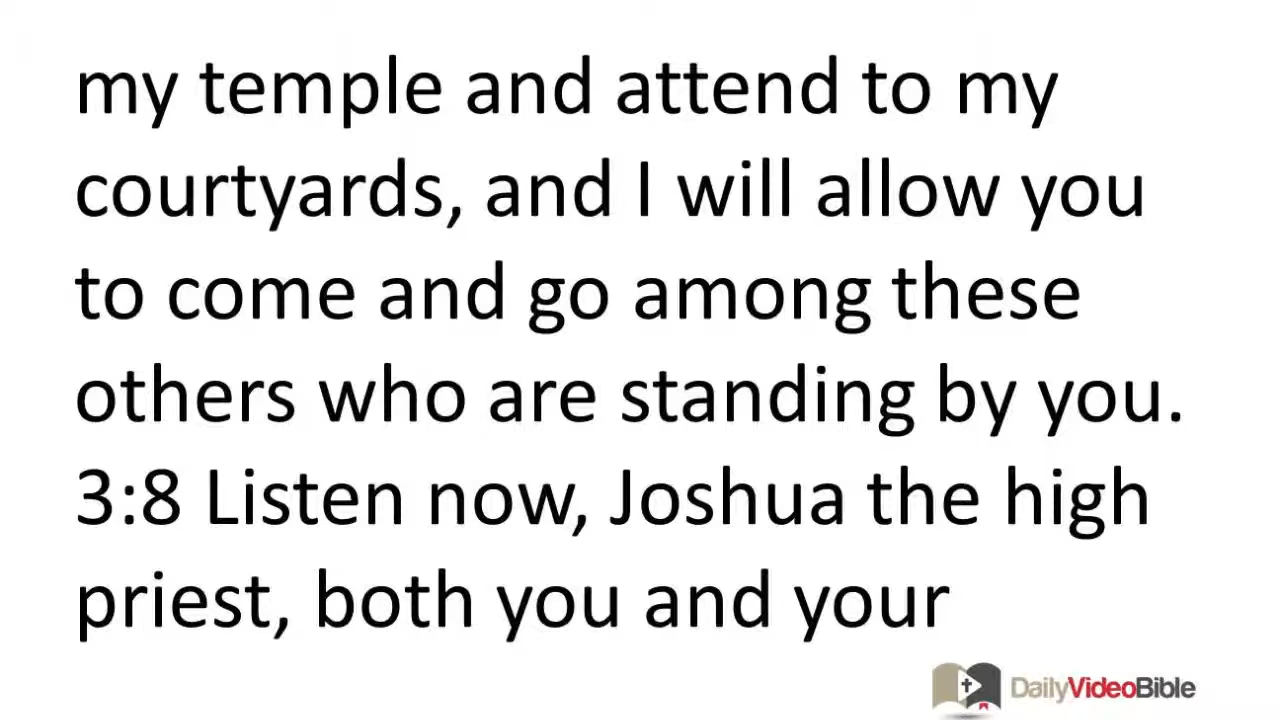 my temple and attend to my
courtyards, and I will allow you
to come and go among these
others who are standing by you.
3:8 Listen now, Joshua the high
priest, both you and your
DailyVideoBible